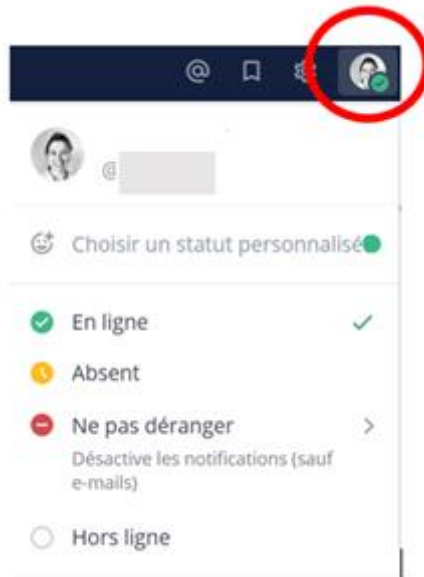 @
Choisir un statut personnalisé
En ligne
Absent
Ne pas déranger
Désactive les notifications (sauf
e-mails)
Hors ligne